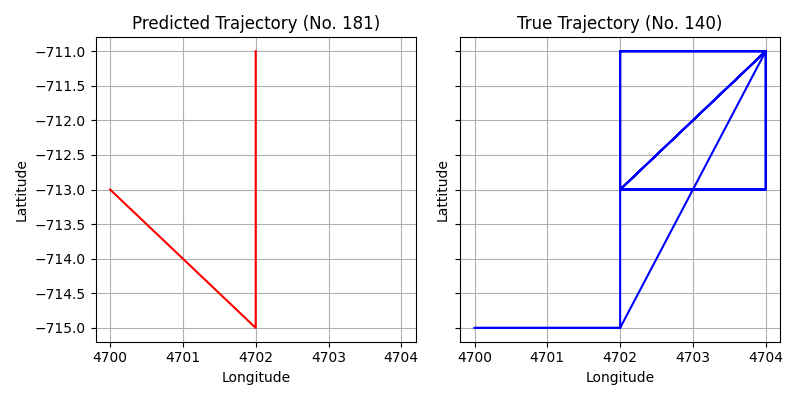 Predicted Trajectory (No. 181)
True Trajectory (No. 140)
−711.0
−711.5
−712.0
−712.5
−713.0
−713.5
−714.0
−714.5
−715.0
Lattitude
Lattitude
4700 4701 4702 4703 4704
4700 4701 4702 4703 4704
Longitude
Longitude